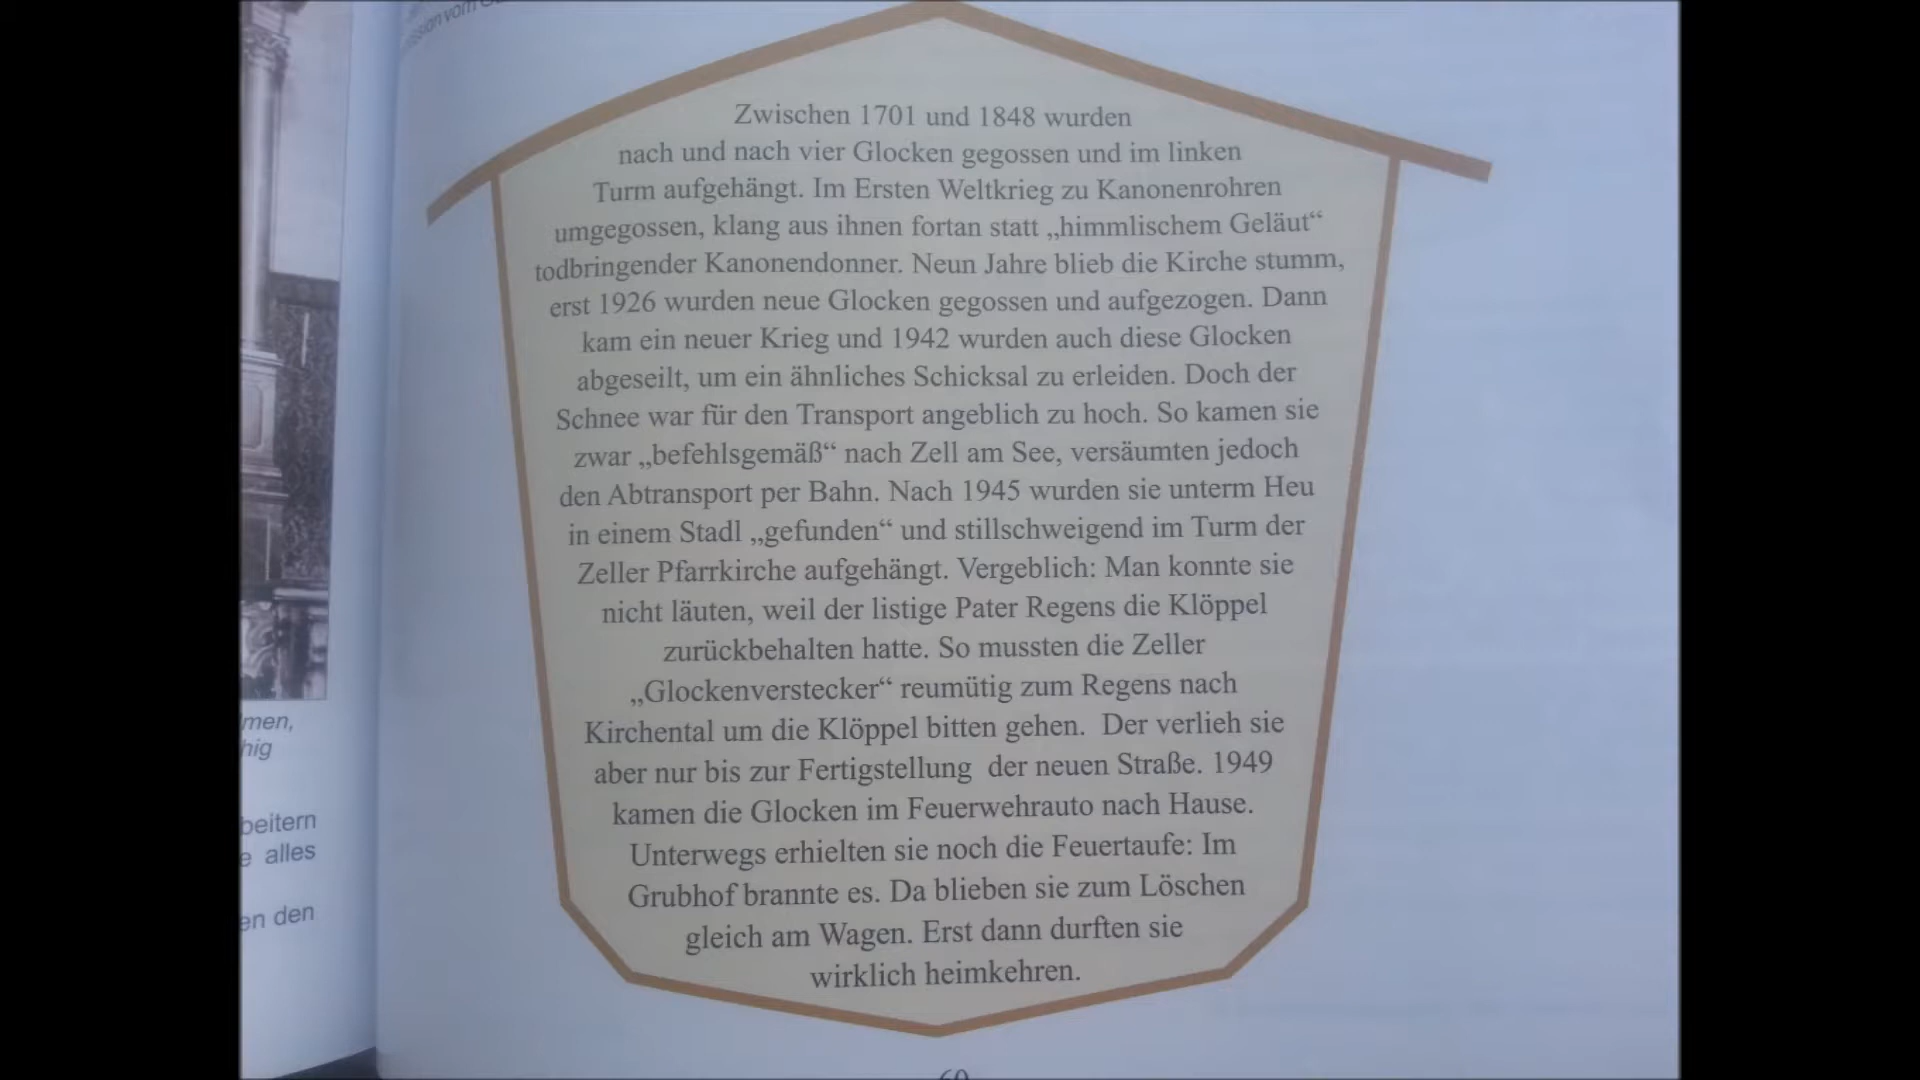 Zwischen 1701 und 1848 wurden
nach und nach vier Glocken gegossen und im linken
Turm aufgehängt. Im Ersten Weltkrieg zu Kanonenrohren
umgegossen, klang aus ihnen fortan statt „himmlischem Geläut“
todbringender Kanonendonner. Neun Jahre blieb die Kirche stumm,
erst 1926 wurden neue Glocken gegossen und aufgezogen. Dann
kam ein neuer Krieg und 1942 wurden auch diese Glocken
abgeseilt, um ein ähnliches Schicksal zu erleiden. Doch der
Schnee war für den Transport angeblich zu hoch. So kamen sie
zwar „befehlsgemäß“ nach Zell am See, versäumten jedoch
den Abtransport per Bahn. Nach 1945 wurden sie unterm Heu
in einem Stadl „gefunden“ und stillschweigend im Turm der
Zeller Pfarrkirche aufgehängt. Vergeblich: Man konnte sie
nicht läuten, weil der listige Pater Regens die Klöppel
zurückbehalten hatte. So mussten die Zeller
„Glockenverstecker“ reumütig zum Regens nach
Kirchental um die Klöppel bitten gehen. Der verlieh sie
aber nur bis zur Fertigstellung der neuen Straße. 1949
kamen die Glocken im Feuerwehrauto nach Hause.
Unterwegs erhielten sie noch die Feuertaufe: Im
Grubhof brannte es. Da blieben sie zum Löschen
gleich am Wagen. Erst dann durften sie
wirklich heimkehren.
men,
hig
beitern
e alles
en den